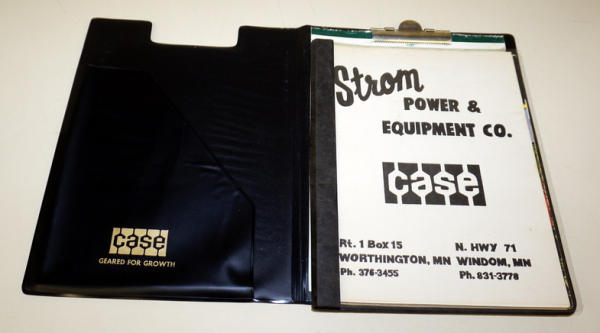 Strom
POWER &
EQUIPMENT CO.
case
Rt. 1 Box 15 N. HWY 71
WORTHINGTON, MN WINDOM, MN
Ph. 376-3455 Ph. 831-3778
case
GEARED FOR GROWTH